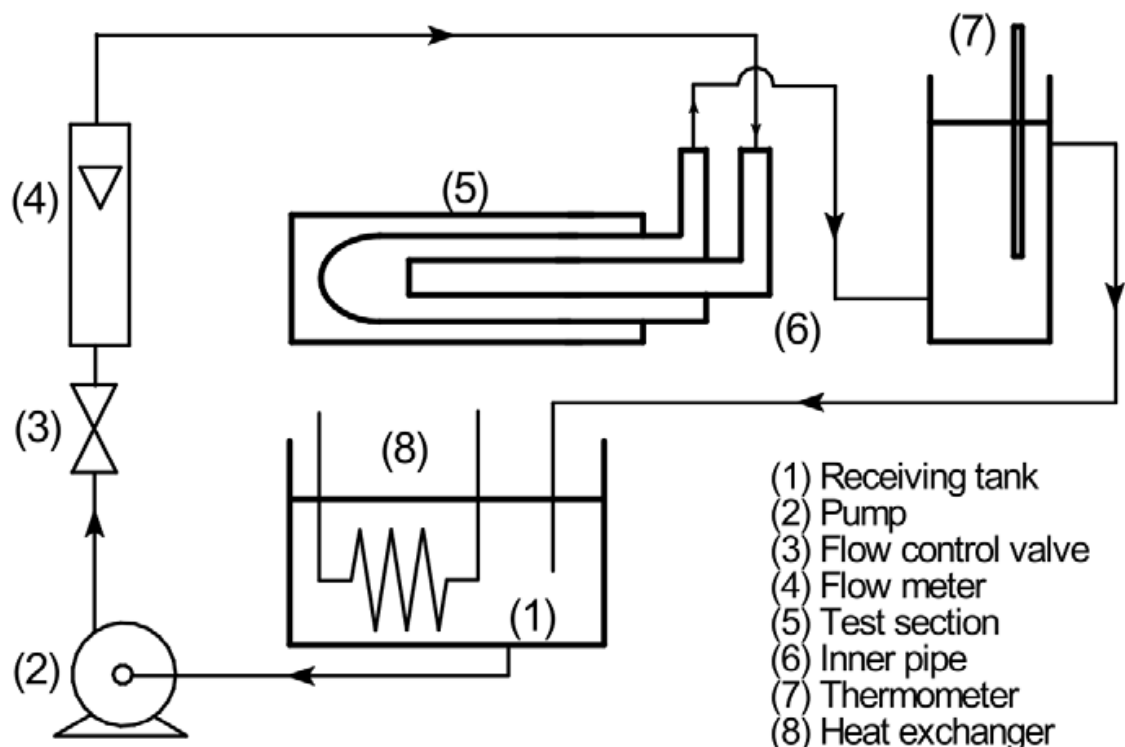 (7)
(4)
(5)
(6)
(3)
(8)
(1)
(2)
(1) Receiving tank
(2) Pump
(3) Flow control valve
(4) Flow meter
(5) Test section
(6) Inner pipe
(7) Thermometer
(8) Heat exchanger